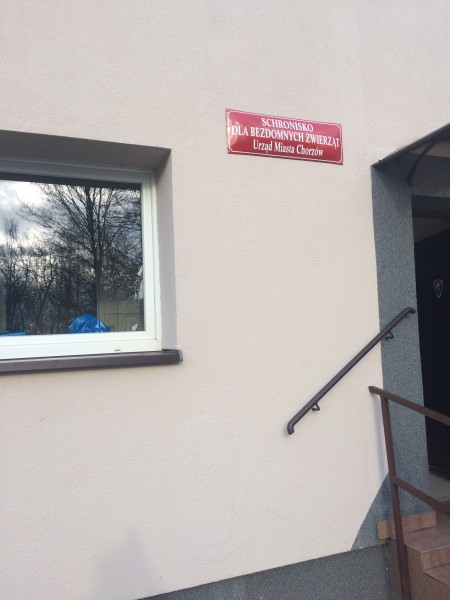 SCHRONISKO
DLA BEZDOMNYCH ZWIERZĄT
Urząd Miasta Chorzów